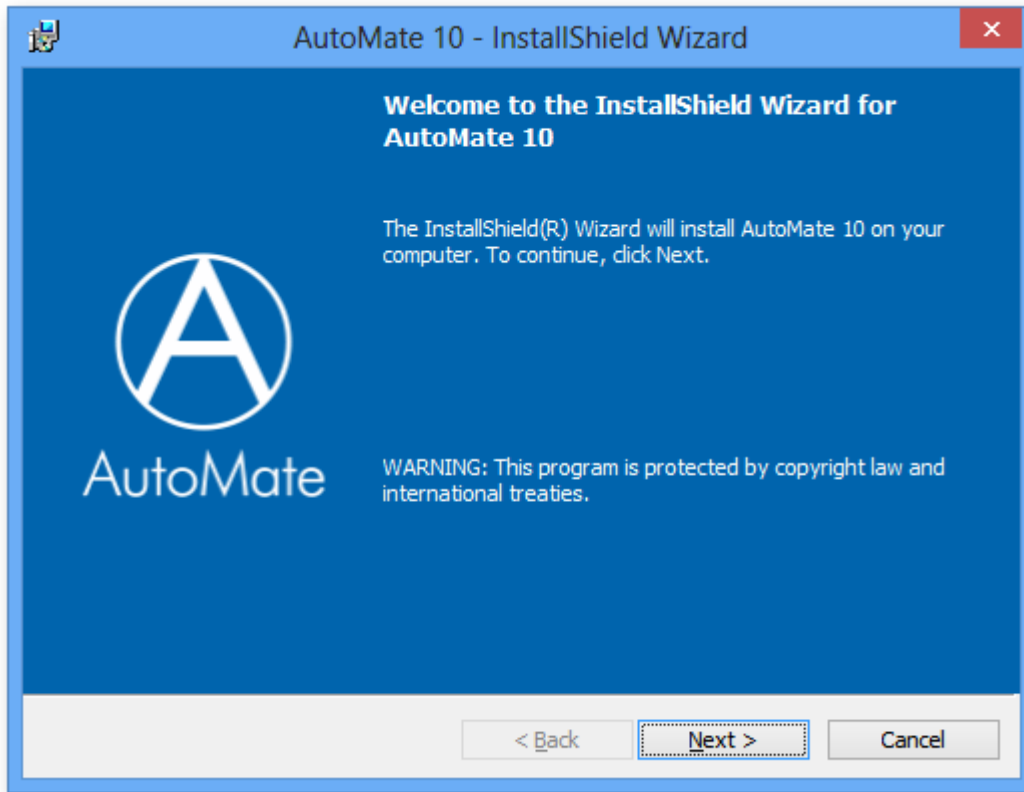 AutoMate 10 - InstallShield Wizard
Welcome to the InstallShield Wizard for
AutoMate 10
The InstallShield(R) Wizard will install AutoMate 10 on your
computer. To continue, click Next.
AutoMate
WARNING: This program is protected by copyright law and
international treaties.
< Back
Next >
Cancel